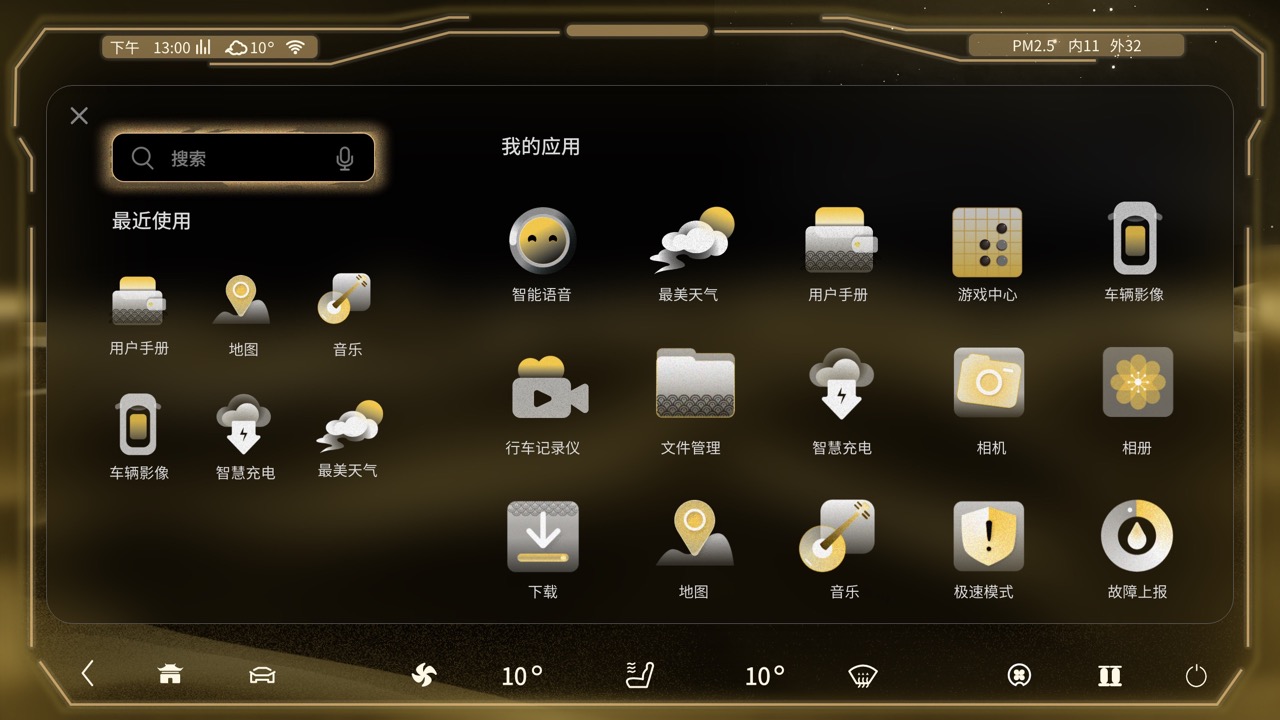 下午 13:00 10°
PM2.5 内11 外32
搜索
最近使用
用户手册 地图 音乐
车辆影像 智慧充电 最美天气
我的应用
智能语音 最美天气 用户手册 游戏中心 车辆影像
行车记录仪 文件管理 智慧充电 相机 相册
下载 地图 音乐 极速模式 故障上报
10° 10°